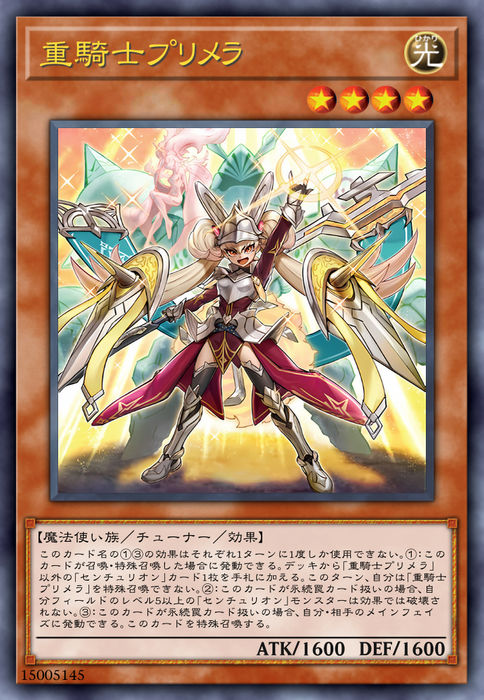 重騎士プリメラ
ひかり
光
【魔法使い族／チューナー／効果】
このカード名の①③の効果はそれぞれ1ターンに1度しか使用できない。①：この
カードが召喚・特殊召喚した場合に発動できる。デッキから「重騎士プリメラ」
以外の「センチュリオン」カード1枚を手札に加える。このターン、自分は「重騎士
プリメラ」を特殊召喚できない。②：このカードが永続罠カード扱いの場合、自
分フィールドのレベル5以上の「センチュリオン」モンスターは効果では破壊さ
れない。③：このカードが永続罠カード扱いの場合、自分・相手のメインフェイ
ズに発動できる。このカードを特殊召喚する。
ATK/1600 DEF/1600
15005145